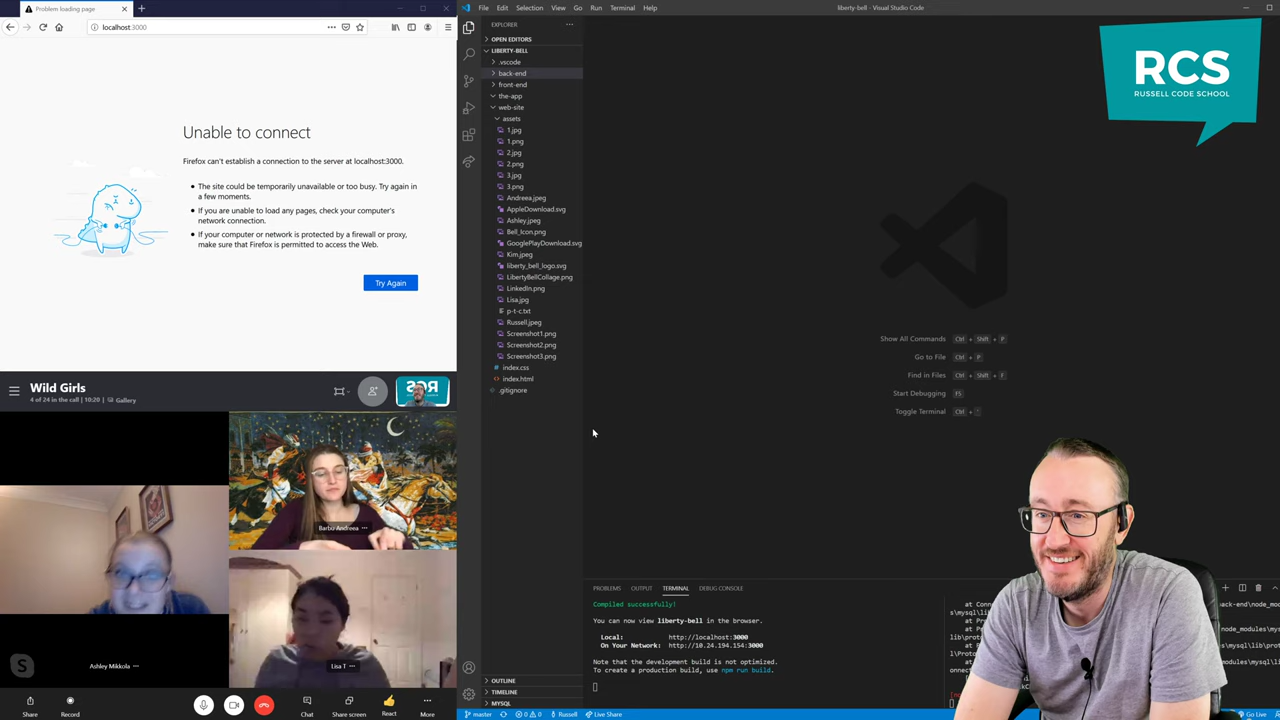 Problem loading page
localhost:3000
Unable to connect
Firefox can't establish a connection to the server at localhost:3000.
The site could be temporarily unavailable or too busy. Try again in a few moments.
If you are unable to load any pages, check your computer's network connection.
If your computer or network is protected by a firewall or proxy, make sure that Firefox is permitted to access the Web.
Try Again
Wild Girls
4 of 24 in the call | 10:20 | Gallery
RCS
Barbu Andreea
Ashley Mikkola
Lisa T
Share
Record
Chat
Share screen
React
More
File Edit Selection View Go Run Terminal Help
liberty-bell - Visual Studio Code
EXPLORER
OPEN EDITORS
LIBERTY-BELL
.vscode
back-end
front-end
the-app
web-site
assets
1.jpg
1.png
2.jpg
2.png
3.jpg
3.png
Andreea.jpeg
AppleDownload.svg
Ashley.jpeg
Bell_Icon.png
GooglePlayDownload.svg
Kim.jpeg
liberty_bell_logo.svg
LibertyBellCollage.png
LinkedIn.png
Lisa.jpg
p-t-c.txt
Russell.jpeg
Screenshot1.png
Screenshot2.png
Screenshot3.png
index.css
index.html
.gitignore
OUTLINE
TIMELINE
MYSQL
Show All Commands Ctrl + Shift + P
Go to File Ctrl + P
Find in Files Ctrl + Shift + F
Start Debugging F5
Toggle Terminal Ctrl + `
PROBLEMS OUTPUT TERMINAL DEBUG CONSOLE
Compiled successfully!
You can now view liberty-bell in the browser.
Local: http://localhost:3000
On Your Network: http://10.24.194.154:3000
Note that the development build is not optimized.
To create a production build, use npm run build.
master 0 0 Russell Live Share
Go Live
RCS
RUSSELL CODE SCHOOL